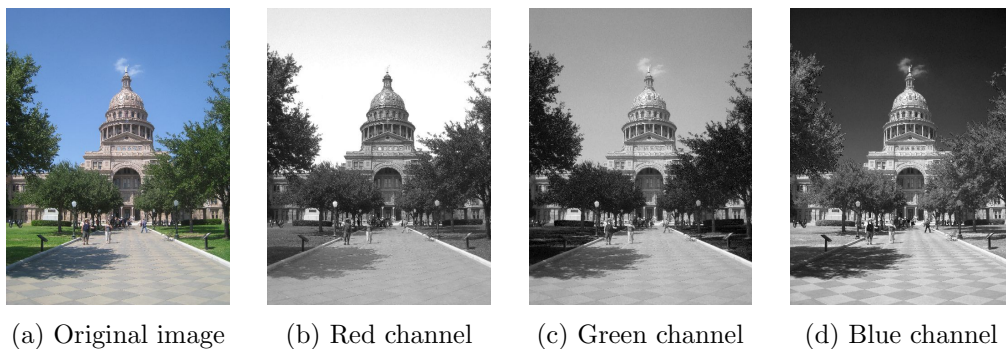 (a) Original image
(b) Red channel
(c) Green channel
(d) Blue channel